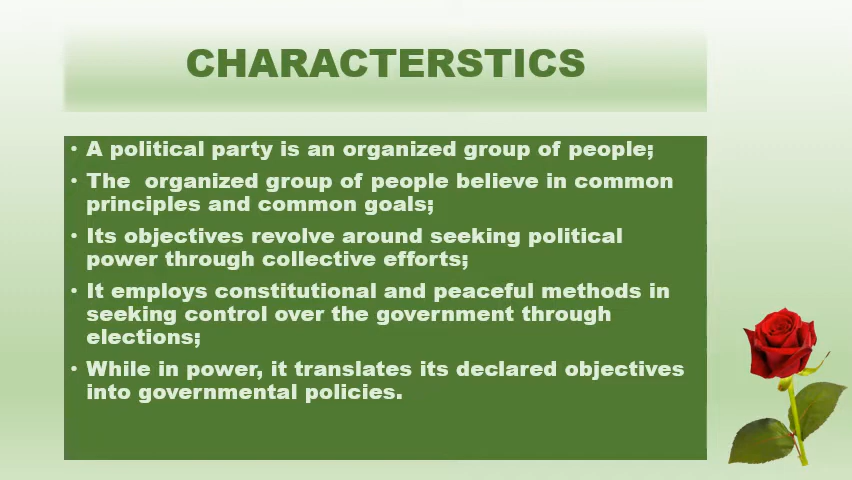 CHARACTERSTICS
• A political party is an organized group of people;
• The  organized group of people believe in common
principles and common goals;
• Its objectives revolve around seeking political
power through collective efforts;
• It employs constitutional and peaceful methods in
seeking control over the government through
elections;
• While in power, it translates its declared objectives
into governmental policies.